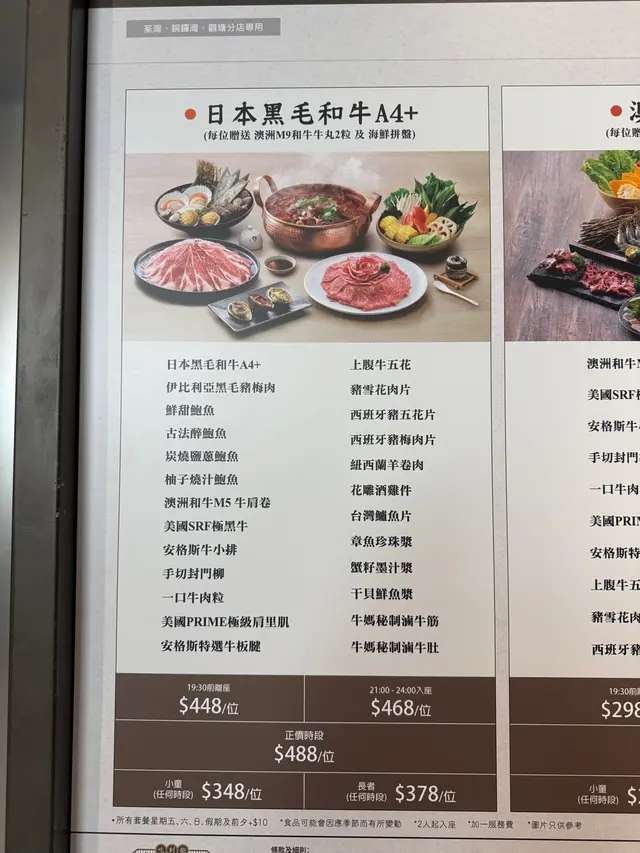 荃灣、銅鑼灣、觀塘分店專用
日本黑毛和牛A4+
(每位贈送 澳洲M9和牛牛丸2粒 及 海鮮拼盤)
日本黑毛和牛A4+
伊比利亞黑毛豬梅肉
鮮甜鮑魚
古法醉鮑魚
炭燒鹽蔥鮑魚
柚子燒汁鮑魚
澳洲和牛M5 牛肩卷
美國SRF極黑牛
安格斯牛小排
手切封門柳
一口牛肉粒
美國PRIME極級肩里肌
安格斯特選牛板腱
上腹牛五花
豬雪花肉片
西班牙豬五花片
西班牙豬梅肉片
紐西蘭羊卷肉
花雕酒雞件
台灣鱸魚片
章魚珍珠漿
蟹籽墨汁漿
干貝鮮魚漿
牛媽秘制滷牛筋
牛媽秘制滷牛肚
19:30前離座
$448/位
21:00 - 24:00入座
$468/位
正價時段
$488/位
小童
(任何時段) $348/位
長者
(任何時段) $378/位
•所有套餐星期五、六、日、假期及前夕+$10 *食品可能會因應季節而有所變動 *2人起入座 *加一服務費 *圖片只供參考
條款及細則:
(每位贈
澳洲和牛M
美國SRF
安格斯牛
手切封門
一口牛肉
美國PRI
安格斯特
上腹牛五
豬雪花肉
西班牙豬
19:30前
$298
小童
(任何時段) $